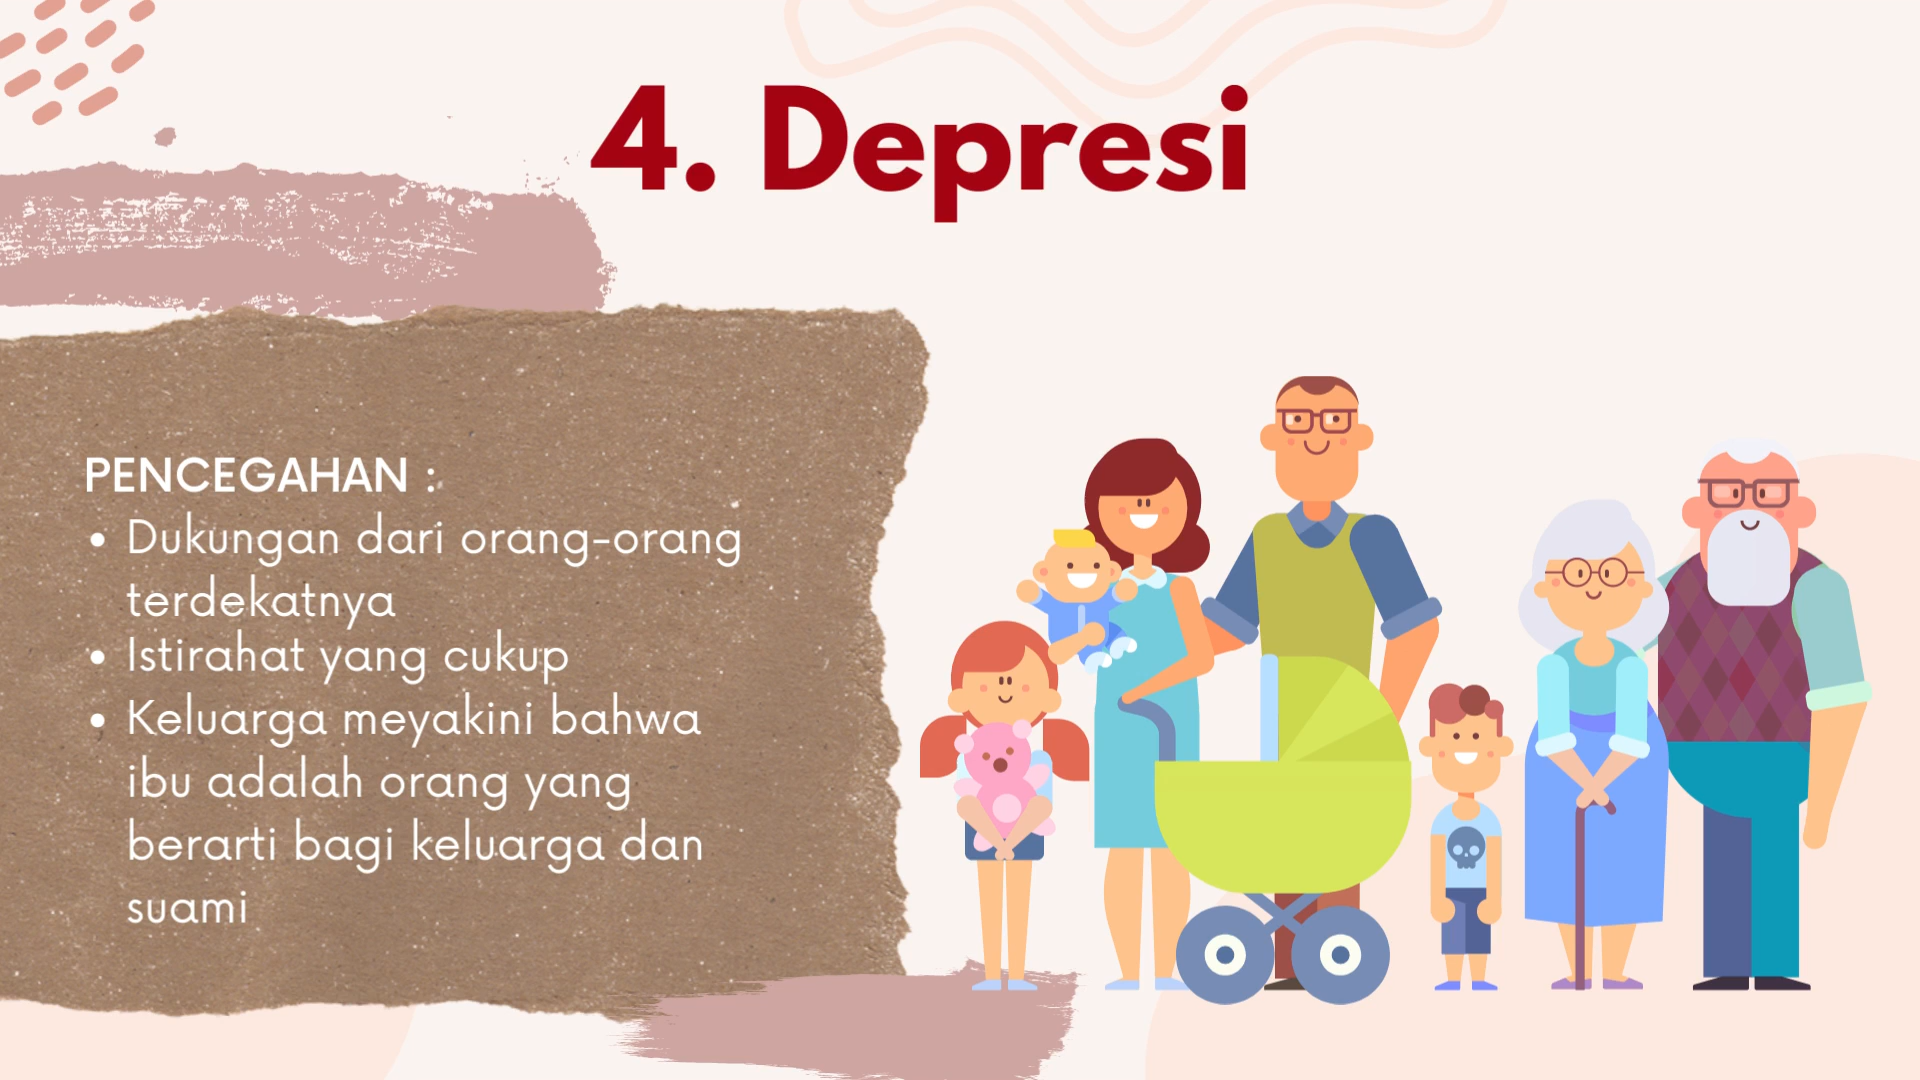 4. Depresi
PENCEGAHAN :
• Dukungan dari orang-orang
terdekatnya
• Istirahat yang cukup
• Keluarga meyakini bahwa
ibu adalah orang yang
berarti bagi keluarga dan
suami